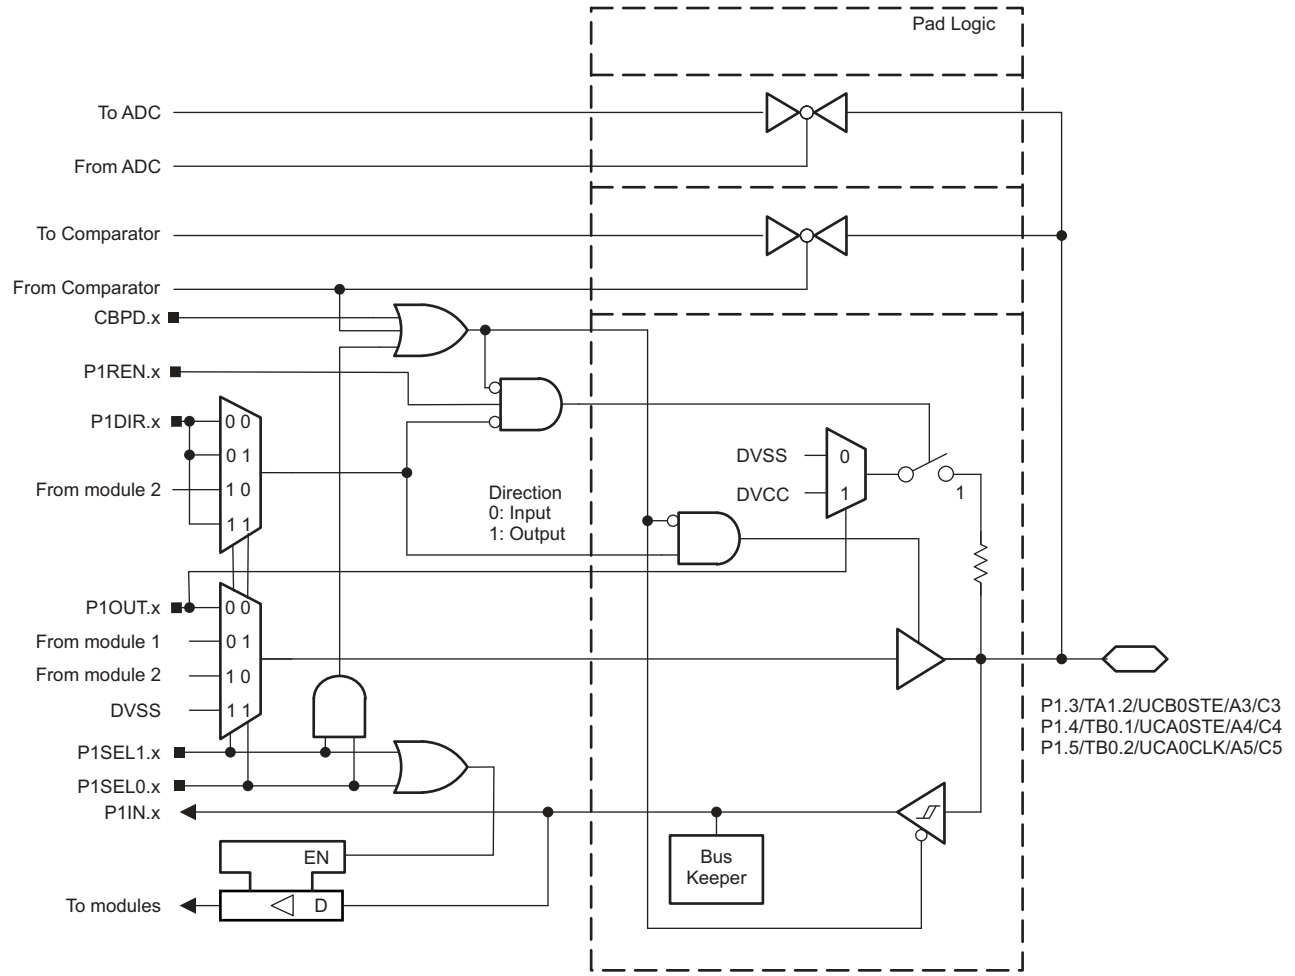 Pad Logic
To ADC
From ADC
To Comparator
From Comparator
CBPD.x
P1REN.x
P1DIR.x
0 0
0 1
From module 2
1 0
1 1
Direction
0: Input
1: Output
DVSS
0
DVCC
1
1
P1OUT.x
0 0
From module 1
0 1
From module 2
1 0
DVSS
1 1
P1.3/TA1.2/UCB0STE/A3/C3
P1.4/TB0.1/UCA0STE/A4/C4
P1.5/TB0.2/UCA0CLK/A5/C5
P1SEL1.x
P1SEL0.x
P1IN.x
Bus
Keeper
EN
To modules
D